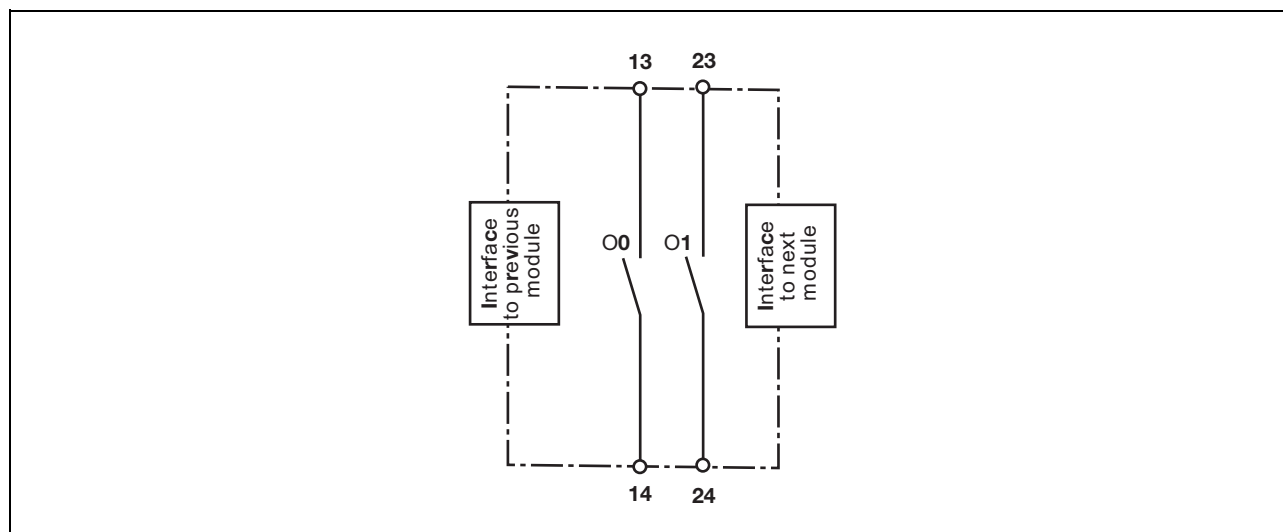 13 23
Interface
to previous
module
O0 O1
Interface
to next
module
14 24